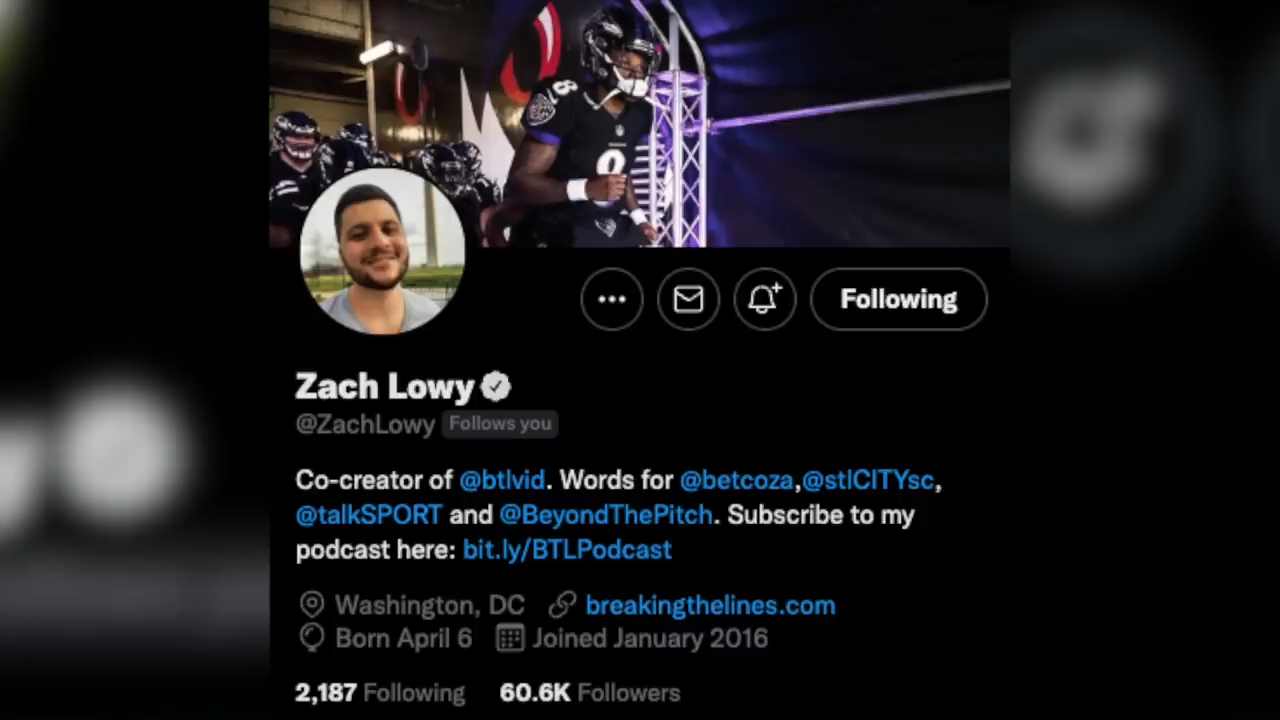 8
8
Following
Zach Lowy
@ZachLowy Follows you
Co-creator of @btlvid. Words for @betcoza,@stlCITYsc,
@talkSPORT and @BeyondThePitch. Subscribe to my
podcast here: bit.ly/BTLPodcast
Washington, DC breakingthelines.com
Born April 6 Joined January 2016
2,187 Following 60.6K Followers